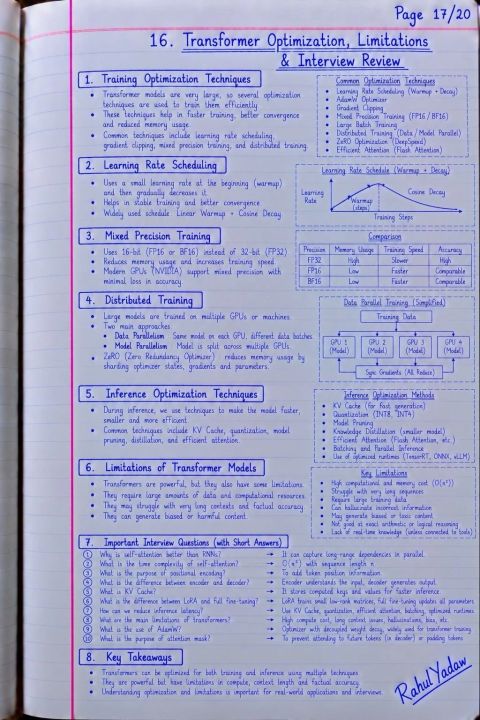 Page 17/20
16. Transformer Optimization, Limitations
& Interview Review
1. Training Optimization Techniques
• Transformer models are very large, so several optimization
techniques are used to train them efficiently.
• These techniques help in faster training, better convergence
and reduced memory usage.
• Common techniques include learning rate scheduling,
gradient clipping, mixed precision training, and distributed training.
Common Optimization Techniques
• Learning Rate Scheduling (Warmup + Decay)
• AdamW Optimizer
• Gradient Clipping
• Mixed Precision Training (FP16 / BF16)
• Large Batch Training
• Distributed Training (Data / Model Parallel)
• ZeRO Optimization (DeepSpeed)
• Efficient Attention (Flash Attention)
2. Learning Rate Scheduling
• Uses a small learning rate at the beginning (warmup)
and then gradually decreases it.
• Helps in stable training and better convergence.
• Widely used schedule: Linear Warmup + Cosine Decay
Learning Rate Schedule (Warmup + Decay)
Learning
Rate
Warmup
(steps)
Cosine Decay
Training Steps
3. Mixed Precision Training
• Uses 16-bit (FP16 or BF16) instead of 32-bit (FP32).
• Reduces memory usage and increases training speed.
• Modern GPUs (NVIDIA) support mixed precision with
minimal loss in accuracy.
Comparison
Precision Memory Usage Training Speed Accuracy
FP32 High Slower High
FP16 Low Faster Comparable
BF16 Low Faster Comparable
4. Distributed Training
• Large models are trained on multiple GPUs or machines.
• Two main approaches:
• Data Parallelism Same model on each GPU, different data batches.
• Model Parallelism Model is split across multiple GPUs.
• ZeRO (Zero Redundancy Optimizer) reduces memory usage by
sharding optimizer states, gradients and parameters.
Data Parallel Training (Simplified)
Training Data
GPU 1 GPU 2 GPU 3 GPU 4
(Model) (Model) (Model) (Model)
Sync Gradients (All Reduce)
5. Inference Optimization Techniques
• During inference, we use techniques to make the model faster,
smaller and more efficient.
• Common techniques include KV Cache, quantization, model
pruning, distillation, and efficient attention.
Inference Optimization Methods
• KV Cache (for fast generation)
• Quantization (INT8, INT4)
• Model Pruning
• Knowledge Distillation (smaller model)
• Efficient Attention (Flash Attention, etc.)
• Batching and Parallel Inference
• Use of optimized runtimes (TensorRT, ONNX, vLLM)
6. Limitations of Transformer Models
• Transformers are powerful, but they also have some limitations.
• They require large amounts of data and computational resources.
• They may struggle with very long contexts and factual accuracy.
• They can generate biased or harmful content.
Key Limitations
• High computational and memory cost (O(n²))
• Struggle with very long sequences
• Require large training data
• Can hallucinate incorrect information
• May generate biased or toxic content
• Not good at exact arithmetic or logical reasoning
• Lack of real-time knowledge (unless connected to tools)
7. Important Interview Questions (with Short Answers)
1 Why is self-attention better than RNNs? → It can capture long-range dependencies in parallel.
2 What is the time complexity of self-attention? → O(n²) with sequence length n
3 What is the purpose of positional encoding? → To add token position information.
4 What is the difference between encoder and decoder? → Encoder understands the input, decoder generates output.
5 What is KV Cache? → It stores computed keys and values for faster inference
6 What is the difference between LoRA and full fine-tuning? → LoRA trains small low-rank matrices, full fine-tuning updates all parameters
7 How can we reduce inference latency? → Use KV Cache, quantization, efficient attention, batching, optimized runtimes
8 What are the main limitations of transformers? → High compute cost, long context issues, hallucinations, bias, etc.
9 What is the use of AdamW? → Optimizer with decoupled weight decay, widely used for transformer training
10 What is the purpose of attention mask? → To prevent attending to future tokens (in decoder) or padding tokens
8. Key Takeaways
• Transformers can be optimized for both training and inference using multiple techniques
• They are powerful but have limitations in compute, context length and factual accuracy.
• Understanding optimization and limitations is important for real-world applications and interviews.
Rahul Yadaw